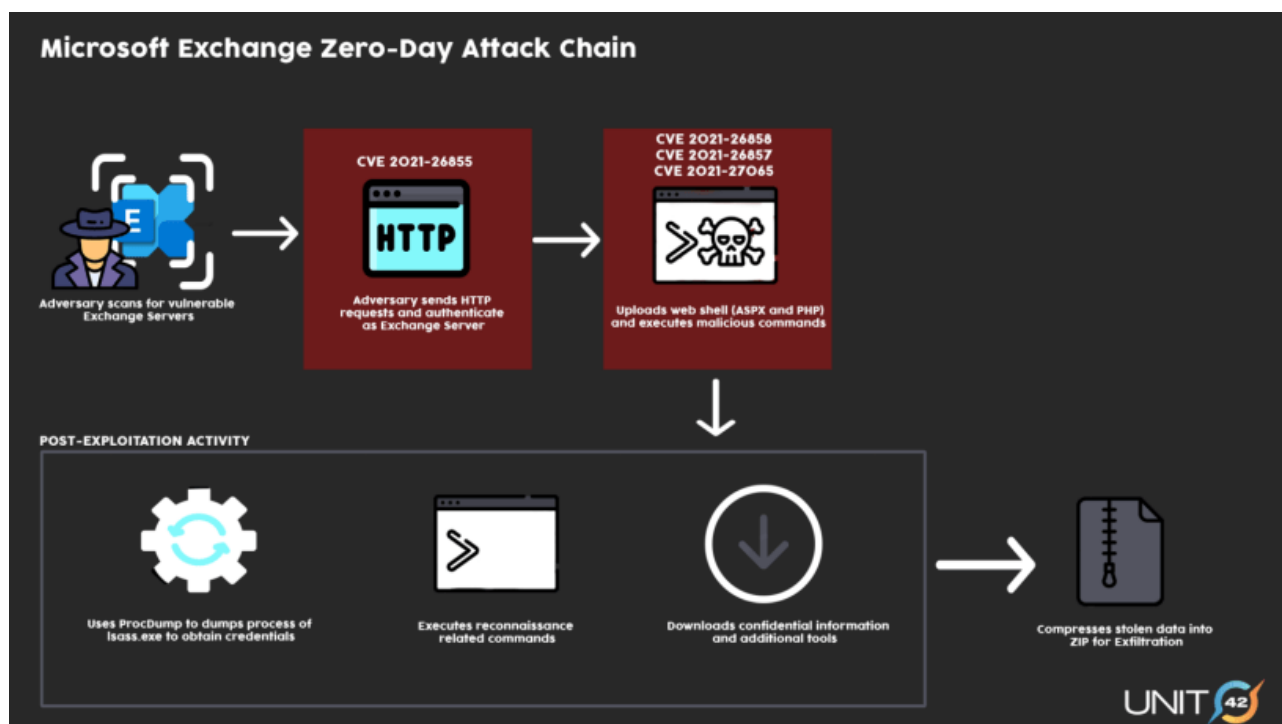 Microsoft Exchange Zero-Day Attack Chain
CVE 2021-26855
HTTP
Adversary sends HTTP
requests and authenticate
as Exchange Server
CVE 2021-26858
CVE 2021-26857
CVE 2021-27065
Uploads web shell (ASPX and PHP)
and executes malicious commands
E
Adversary scans for vulnerable
Exchange Servers
POST-EXPLOITATION ACTIVITY
Uses ProcDump to dumps process of
lsass.exe to obtain credentials
Executes reconnaissance
related commands
Downloads confidential information
and additional tools
Compresses stolen data into
ZIP for Exfiltration
UNIT 42